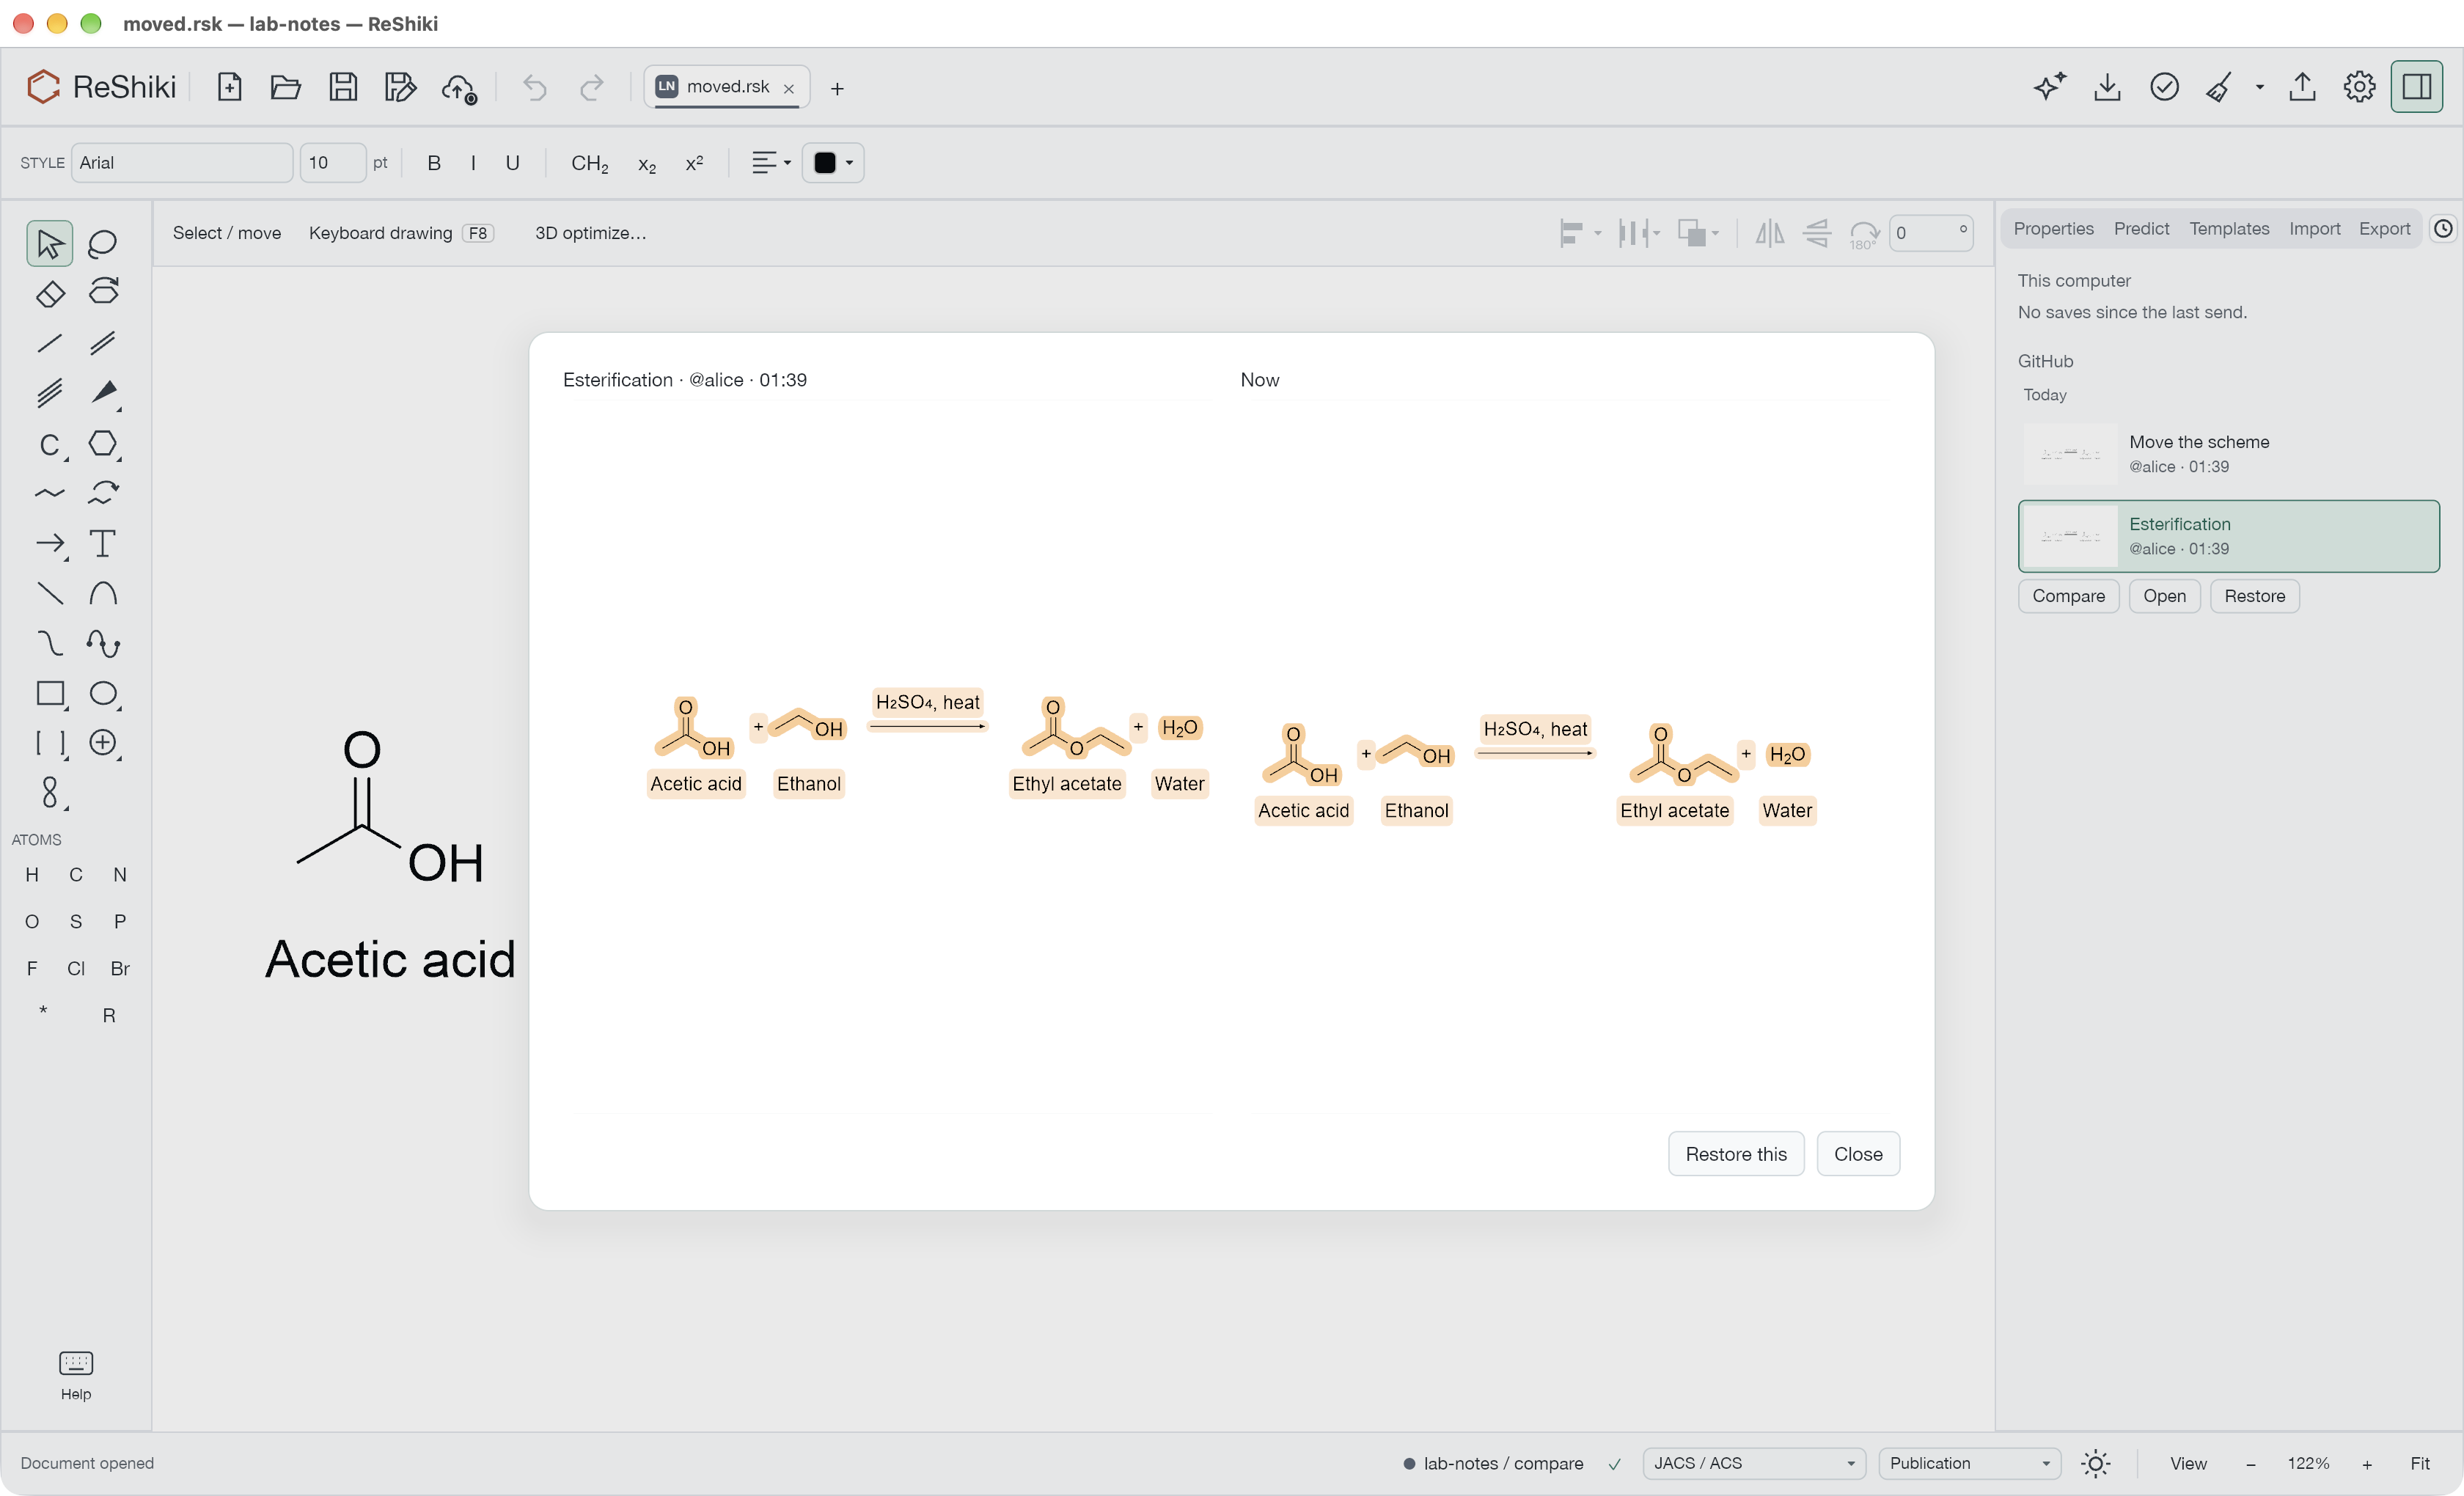 moved.rsk — lab-notes — ReShiki
ReShiki
LN moved.rsk × +
STYLE Arial 10 pt B I U CH₂ x₂ x²
Select / move Keyboard drawing F8 3D optimize…
180° 0 °
Properties Predict Templates Import Export
This computer
No saves since the last send.
GitHub
Today
Move the scheme
@alice · 01:39
Esterification
@alice · 01:39
Compare Open Restore
C
T
ATOMS
H C N
O S P
F Cl Br
* R
Help
O
OH
Acetic acid
Esterification · @alice · 01:39
O
OH
+
OH
H₂SO₄, heat
O
O
+
H₂O
Acetic acid Ethanol Ethyl acetate Water
Now
O
OH
+
OH
H₂SO₄, heat
O
O
+
H₂O
Acetic acid Ethanol Ethyl acetate Water
Restore this Close
Document opened
lab-notes / compare ✓ JACS / ACS Publication View − 122% + Fit